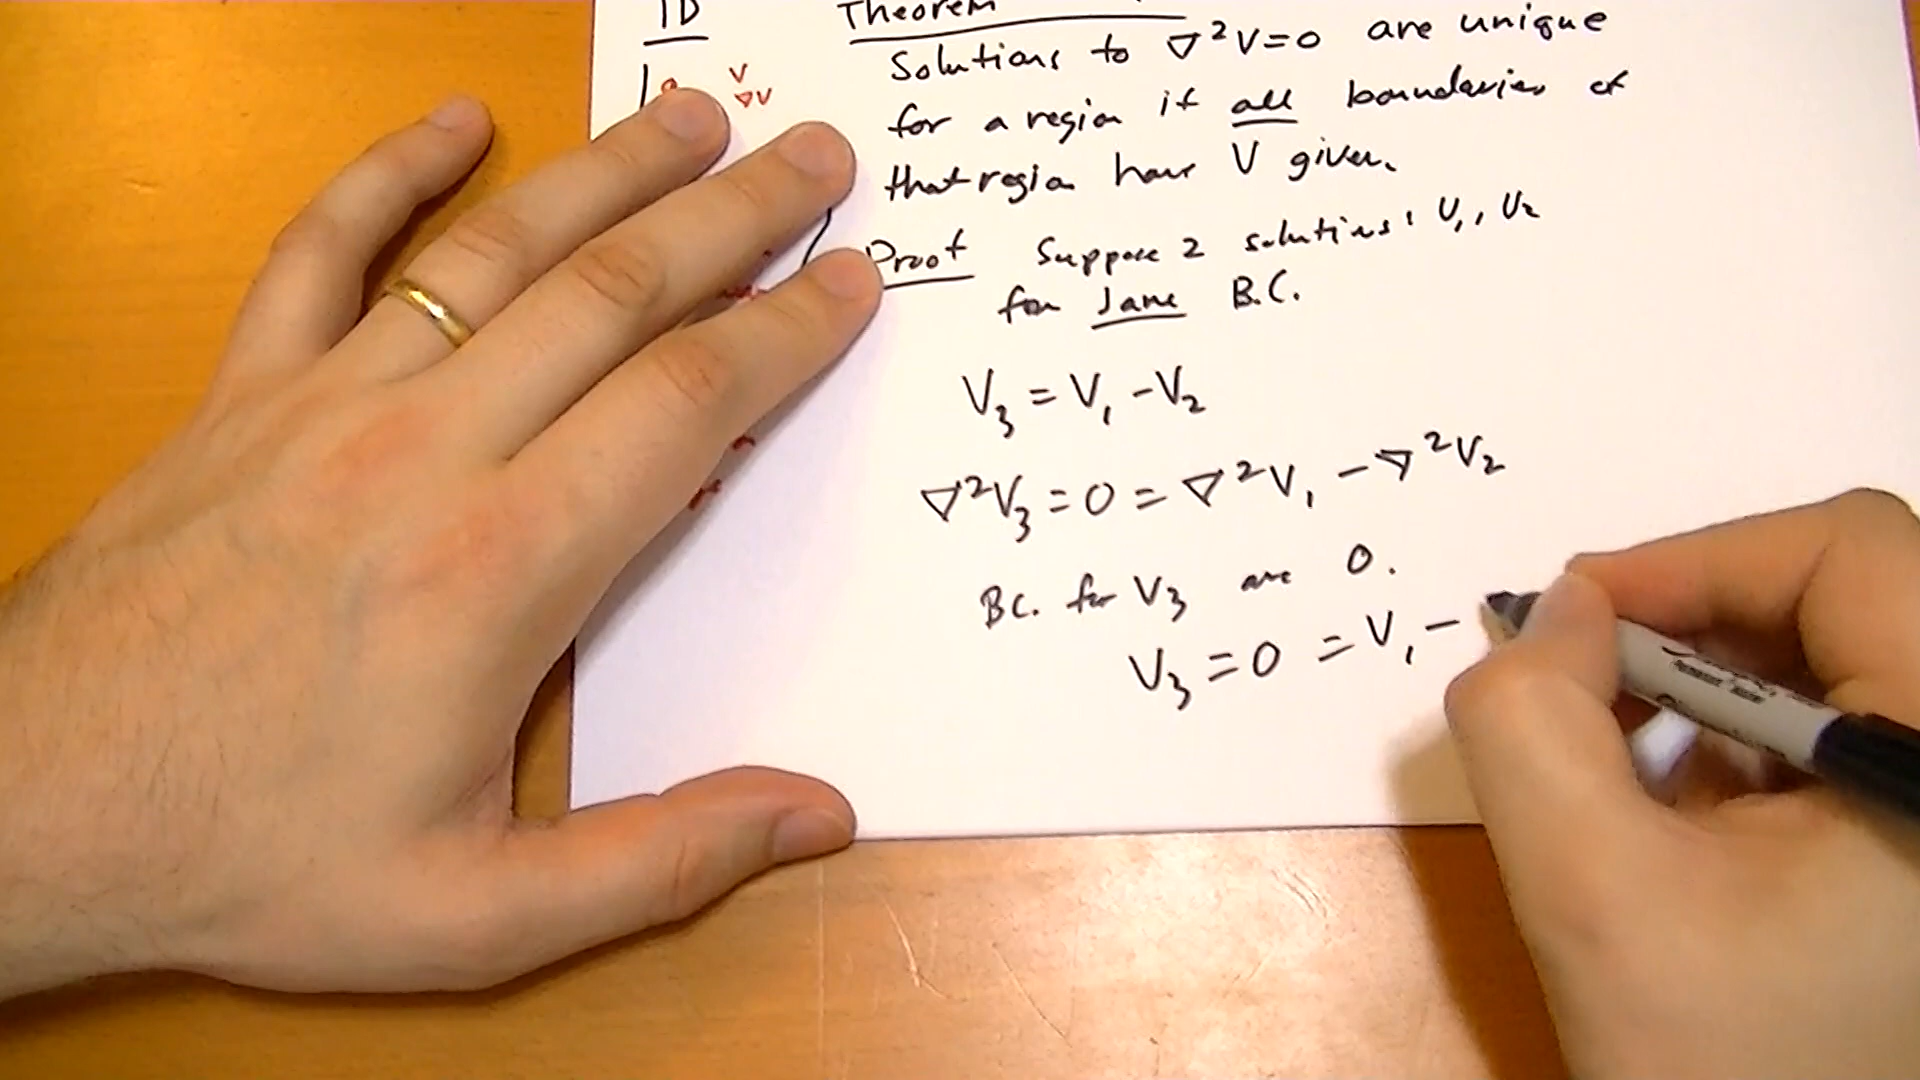 1D
Theorem
V
∇V
Solutions to ∇²V=0 are unique
for a region if all boundaries of
that region have V given.
Proof Suppose 2 solutions: V₁, V₂
for same B.C.
V₃ = V₁ - V₂
∇²V₃ = 0 = ∇²V₁ - ∇²V₂
BC. for V₃ are 0.
V₃ = 0 = V₁ -